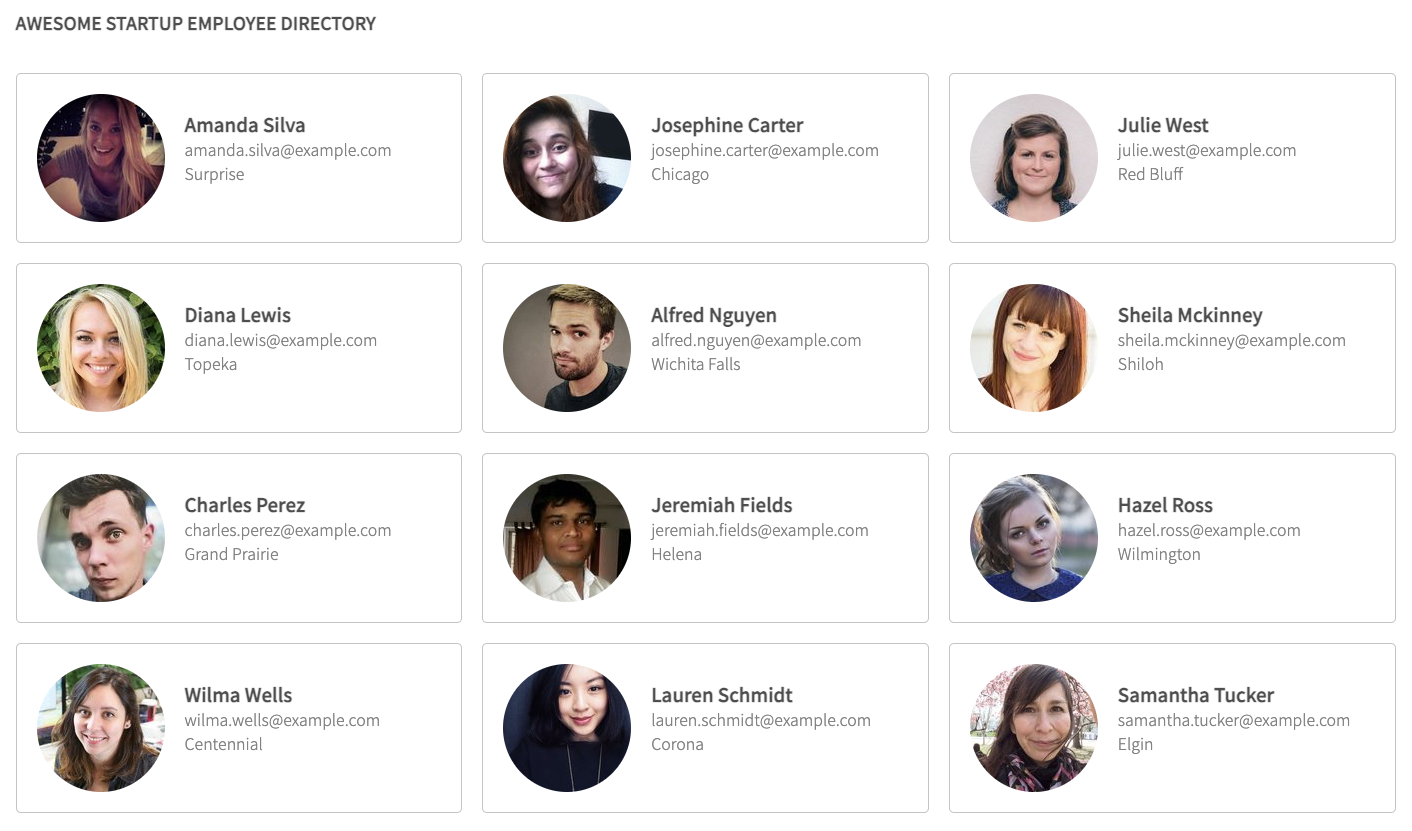 AWESOME STARTUP EMPLOYEE DIRECTORY
Amanda Silva
amanda.silva@example.com
Surprise
Josephine Carter
josephine.carter@example.com
Chicago
Julie West
julie.west@example.com
Red Bluff
Diana Lewis
diana.lewis@example.com
Topeka
Alfred Nguyen
alfred.nguyen@example.com
Wichita Falls
Sheila Mckinney
sheila.mckinney@example.com
Shiloh
Charles Perez
charles.perez@example.com
Grand Prairie
Jeremiah Fields
jeremiah.fields@example.com
Helena
Hazel Ross
hazel.ross@example.com
Wilmington
Wilma Wells
wilma.wells@example.com
Centennial
Lauren Schmidt
lauren.schmidt@example.com
Corona
Samantha Tucker
samantha.tucker@example.com
Elgin